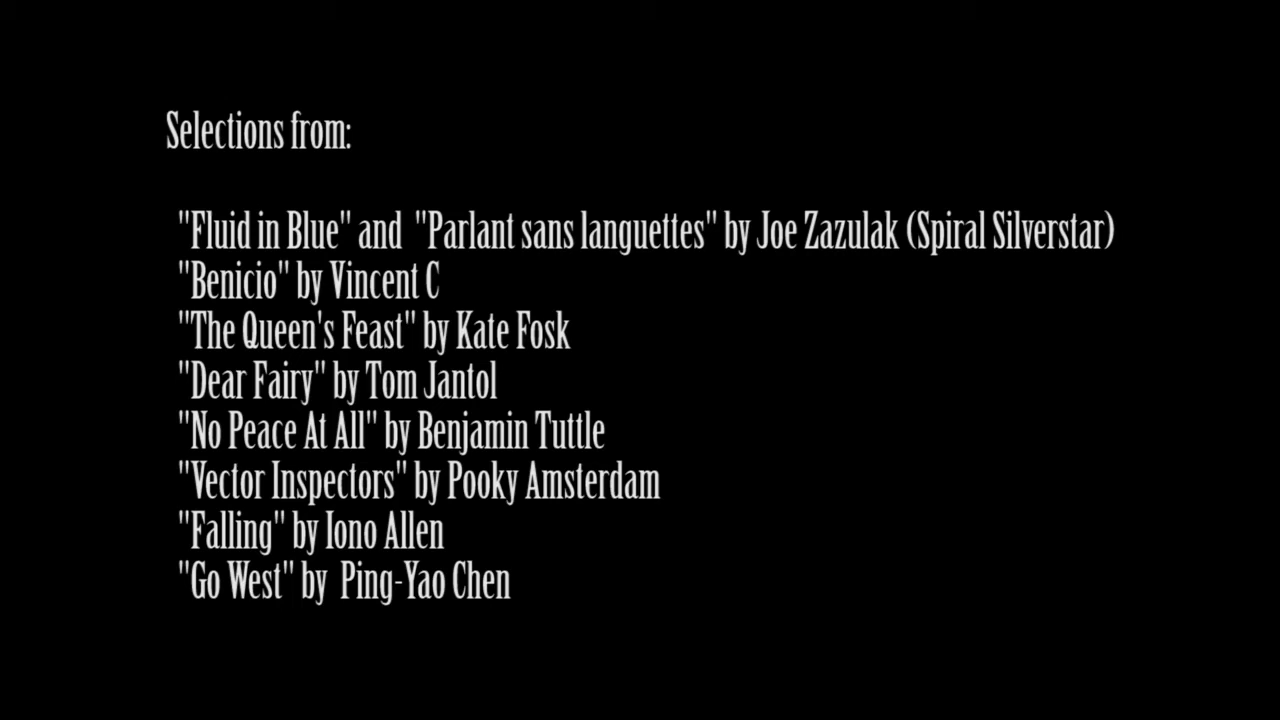 Selections from:
"Fluid in Blue" and "Parlant sans languettes" by Joe Zazulak (Spiral Silverstar)
"Benicio" by Vincent C
"The Queen's Feast" by Kate Fosk
"Dear Fairy" by Tom Jantol
"No Peace At All" by Benjamin Tuttle
"Vector Inspectors" by Pooky Amsterdam
"Falling" by Iono Allen
"Go West" by Ping-Yao Chen